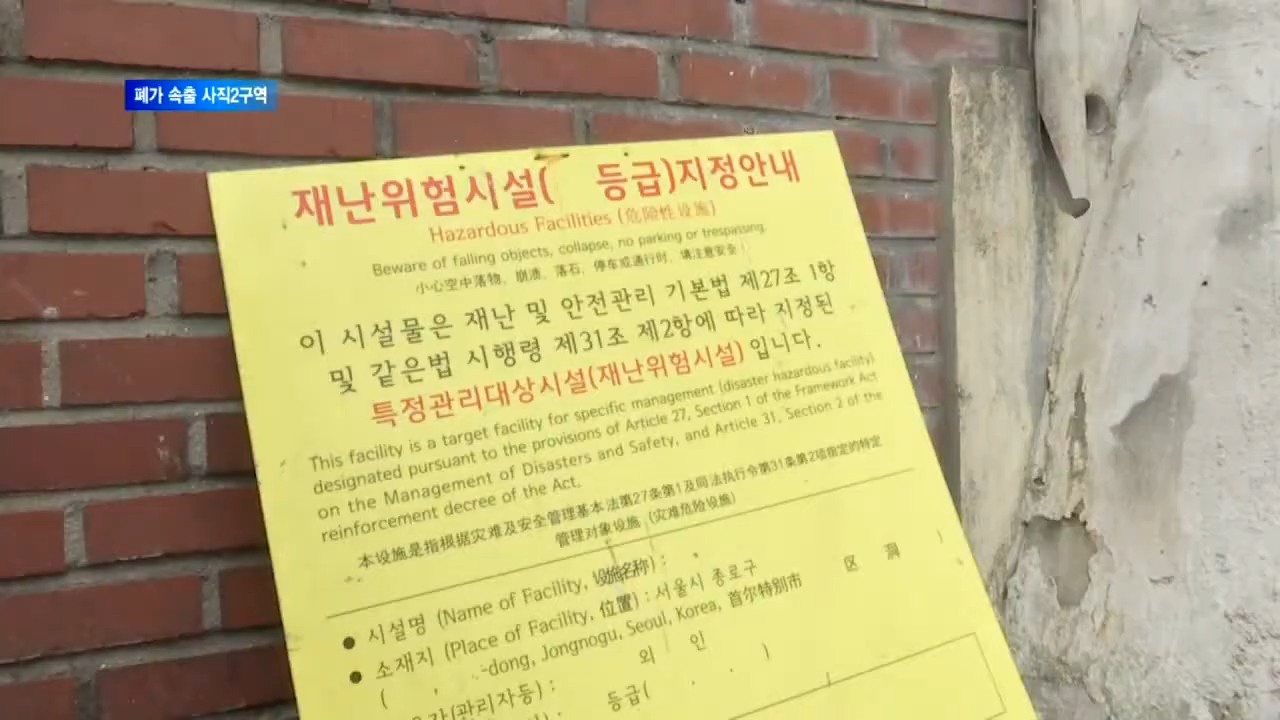 폐가 속출 사직2구역
재난위험시설(    등급)지정안내
Hazardous Facilities (危险性设施)
Beware of falling objects, collapse, no parking or trespassing.
小心空中落物、崩溃、落石、停车或通行时、请注意安全！
이 시설물은 재난 및 안전관리 기본법 제27조 1항
및 같은법 시행령 제31조 제2항에 따라 지정된
특정관리대상시설(재난위험시설) 입니다.
This facility is a target facility for specific management (disaster hazardous facility)
designated pursuant to the provisions of Article 27, Section 1 of the Framework Act
on the Management of Disasters and Safety, and Article 31, Section 2 of the
reinforcement decree of the Act.
本设施是指根据灾难及安全管理基本法第27条第1及同法执行令第31条第2项指定的特定
管理对象设施 (灾难危险设施)
● 시설명 (Name of Facility, 设施名称) :
● 소재지 (Place of Facility, 位置) : 서울시 종로구
(    ,    -dong, Jongnogu, Seoul, Korea, 首尔特别市    区    洞    )
(관리자등) :    외    인
등급(    .    .    )